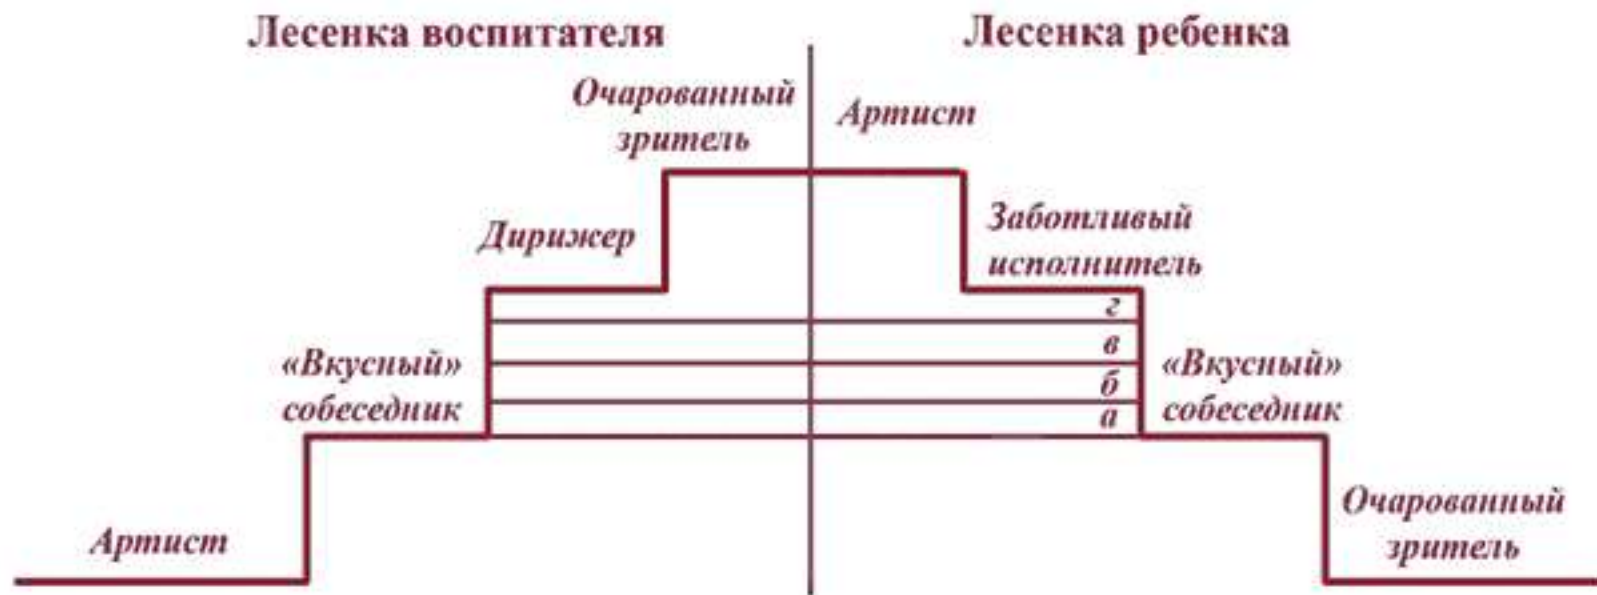 Лесенка воспитателя
Лесенка ребенка
Очарованный
зритель
Артист
Дирижер
Заботливый
исполнитель
г
в
б
а
«Вкусный»
собеседник
«Вкусный»
собеседник
Артист
Очарованный
зритель